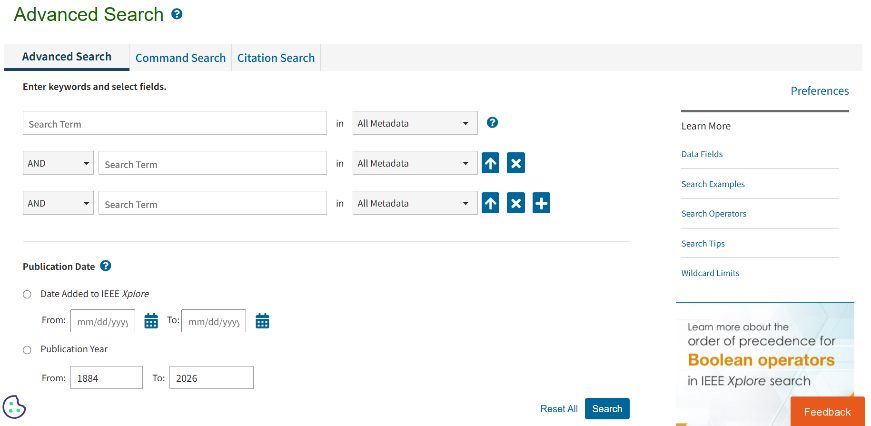 Advanced Search
Advanced Search
Command Search
Citation Search
Enter keywords and select fields.
Search Term in All Metadata
AND Search Term in All Metadata
AND Search Term in All Metadata
Publication Date
Date Added to IEEE Xplore
From: mm/dd/yyyy To: mm/dd/yyyy
Publication Year
From: 1884 To: 2026
Reset All Search
Preferences
Learn More
Data Fields
Search Examples
Search Operators
Search Tips
Wildcard Limits
Learn more about the
order of precedence for
Boolean operators
in IEEE Xplore search
Feedback